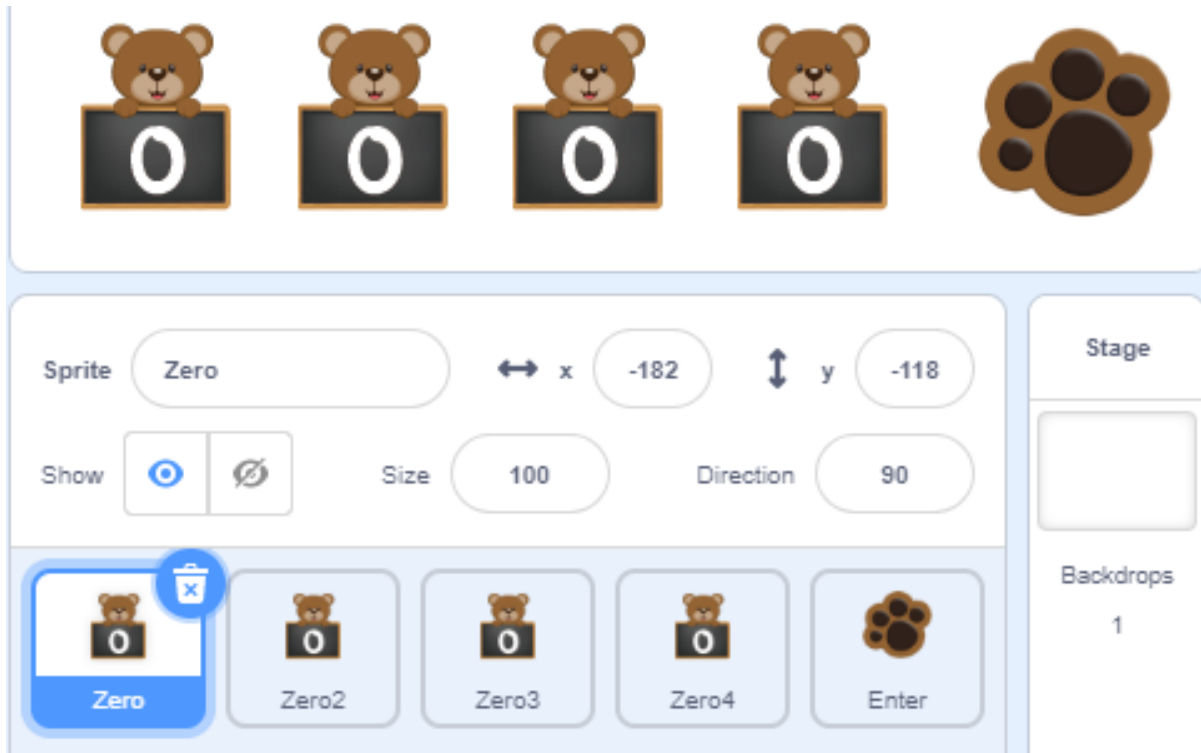 0 0 0 0
Sprite Zero x -182 y -118
Stage
Show Size 100 Direction 90
Backdrops
1
0 0 0 0
Zero Zero2 Zero3 Zero4 Enter